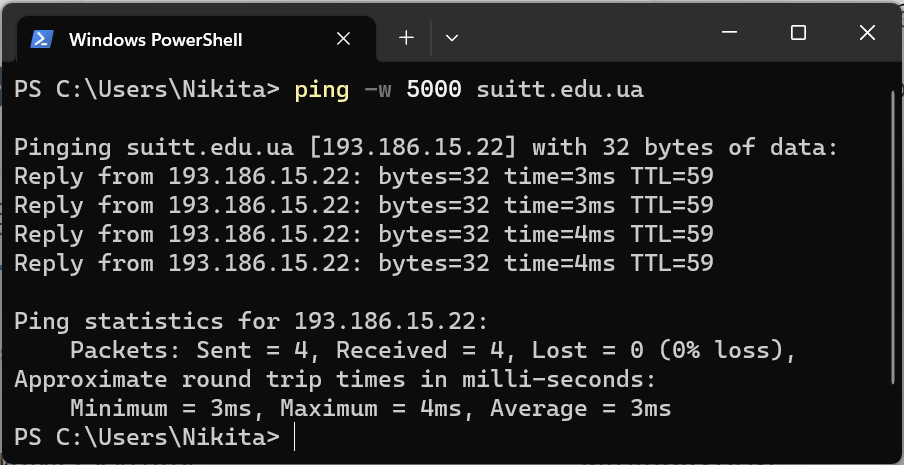 Windows PowerShell
PS C:\Users\Nikita> ping -w 5000 suitt.edu.ua
Pinging suitt.edu.ua [193.186.15.22] with 32 bytes of data:
Reply from 193.186.15.22: bytes=32 time=3ms TTL=59
Reply from 193.186.15.22: bytes=32 time=3ms TTL=59
Reply from 193.186.15.22: bytes=32 time=4ms TTL=59
Reply from 193.186.15.22: bytes=32 time=4ms TTL=59
Ping statistics for 193.186.15.22:
    Packets: Sent = 4, Received = 4, Lost = 0 (0% loss),
Approximate round trip times in milli-seconds:
    Minimum = 3ms, Maximum = 4ms, Average = 3ms
PS C:\Users\Nikita>